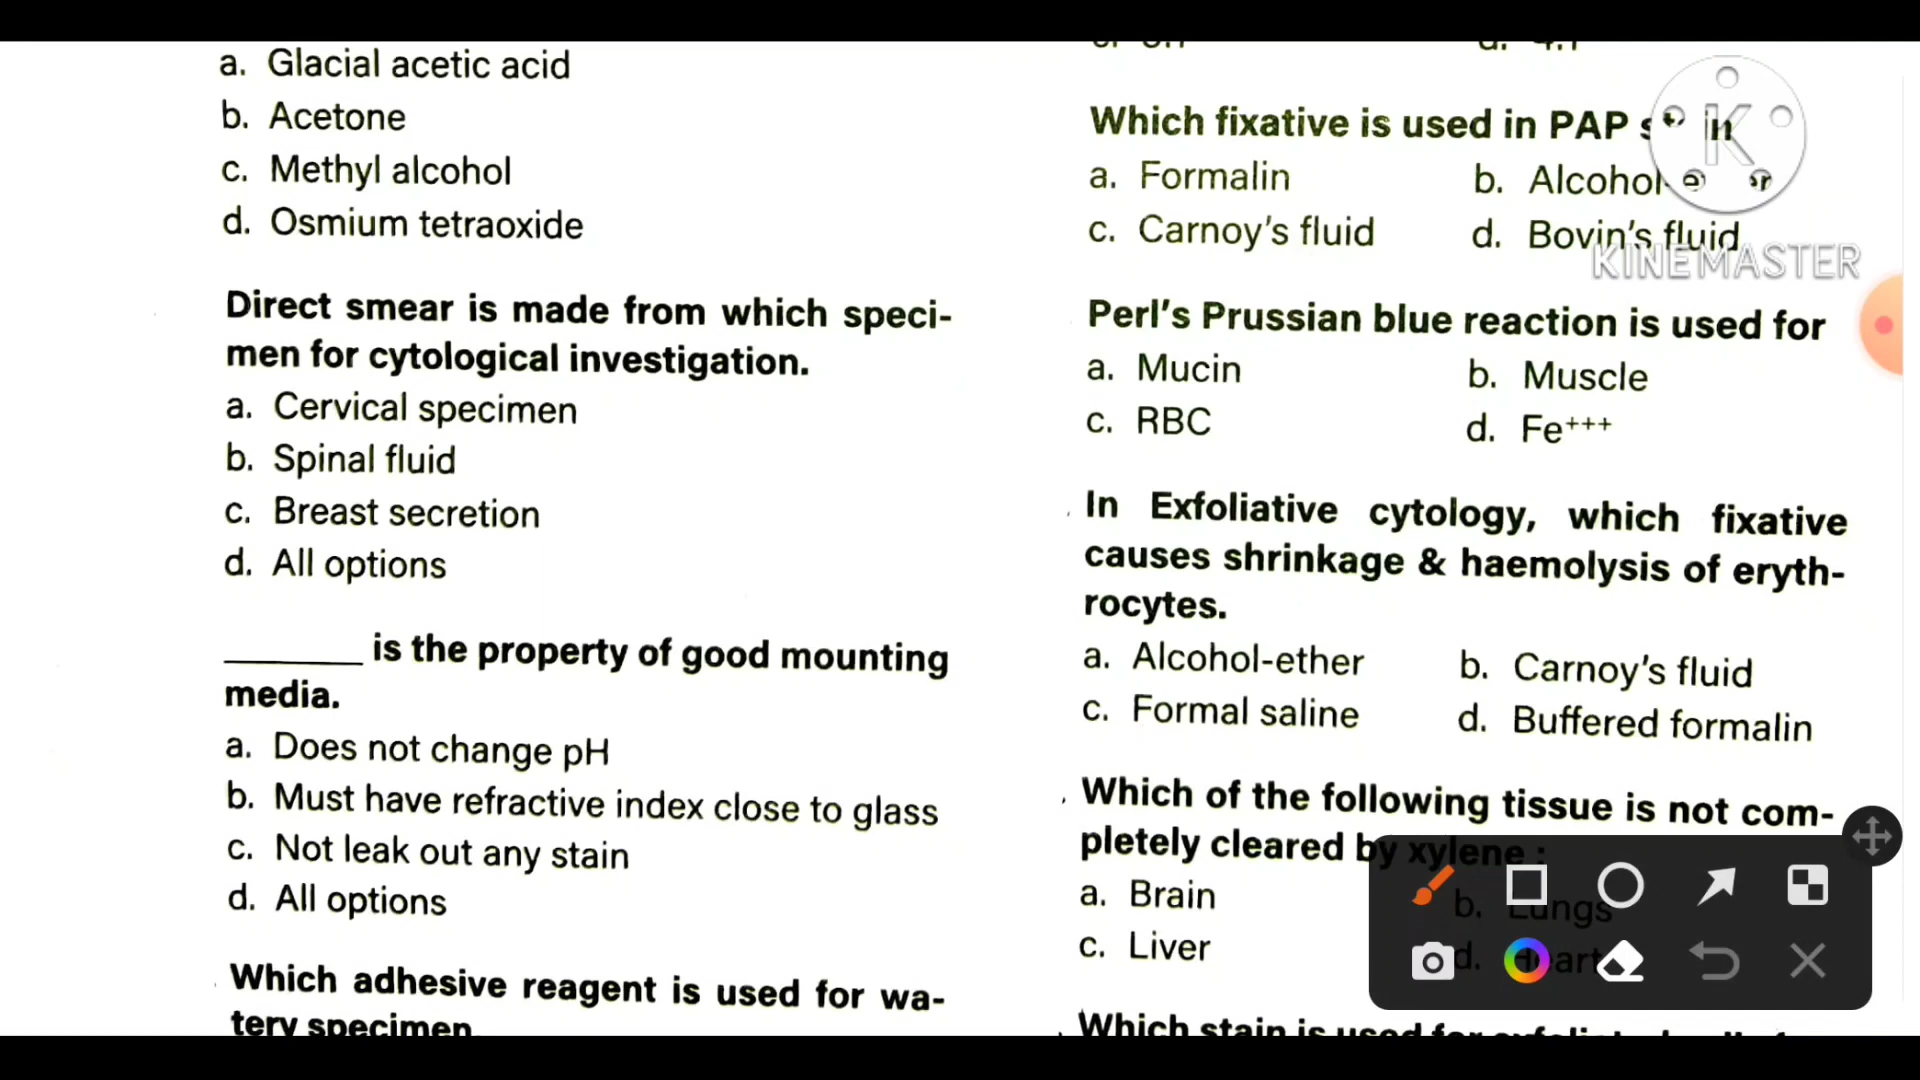 a. Glacial acetic acid
b. Acetone
c. Methyl alcohol
d. Osmium tetraoxide
Direct smear is made from which speci-
men for cytological investigation.
a. Cervical specimen
b. Spinal fluid
c. Breast secretion
d. All options
_______ is the property of good mounting
media.
a. Does not change pH
b. Must have refractive index close to glass
c. Not leak out any stain
d. All options
Which adhesive reagent is used for wa-
tery specimen.
Which fixative is used in PAP
a. Formalin b. Alcohol-
c. Carnoy's fluid d. Bovin's fluid
K
KINEMASTER
Perl's Prussian blue reaction is used for
a. Mucin b. Muscle
c. RBC d. Fe+++
In Exfoliative cytology, which fixative
causes shrinkage & haemolysis of eryth-
rocytes.
a. Alcohol-ether b. Carnoy's fluid
c. Formal saline d. Buffered formalin
Which of the following tissue is not com-
pletely cleared by xylene :
a. Brain b. Lungs
c. Liver d.
Which stain is used for